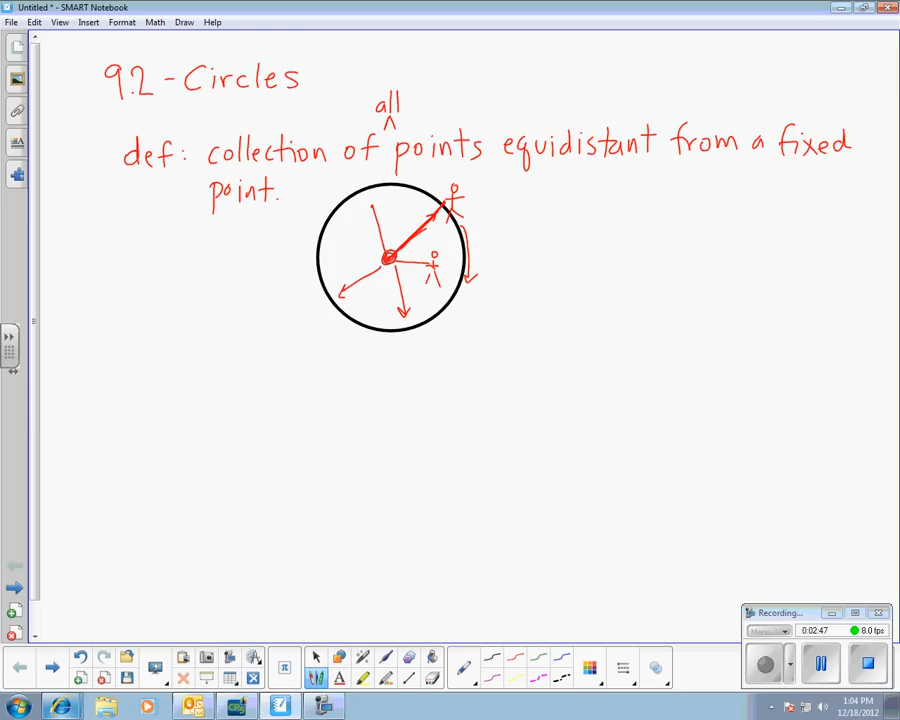 Untitled * - SMART Notebook
File Edit View Insert Format Math Draw Help
9.2 - Circles
all
def: collection of ^ points equidistant from a fixed
point.
Recording...
Menu
0:02:47
8.0 fps
1:04 PM
12/18/2012